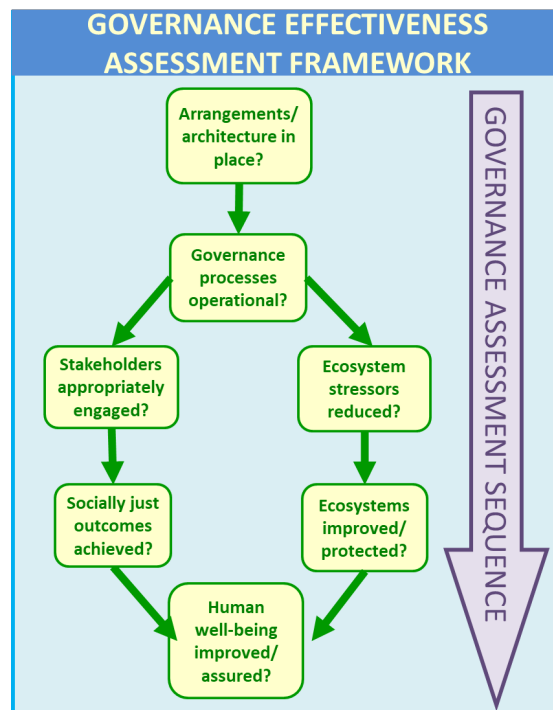 GOVERNANCE EFFECTIVENESS
ASSESSMENT FRAMEWORK
Arrangements/
architecture in
place?
Governance
processes
operational?
Stakeholders
appropriately
engaged?
Ecosystem
stressors
reduced?
Socially just
outcomes
achieved?
Ecosystems
improved/
protected?
Human
well-being
improved/
assured?
GOVERNANCE ASSESSMENT SEQUENCE